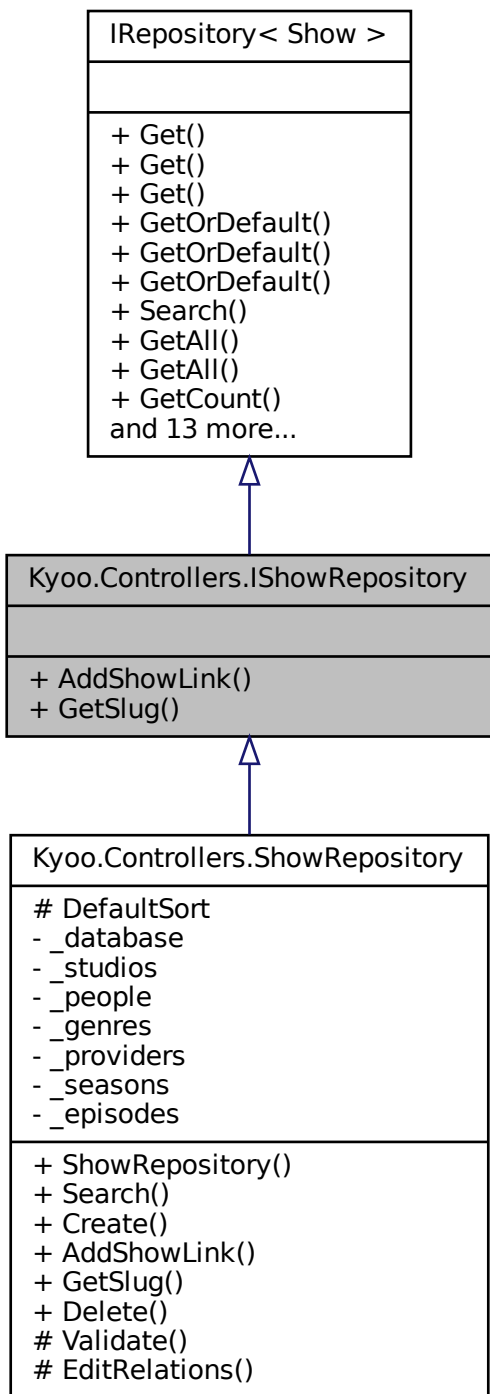 IRepository< Show >
+ Get()
+ Get()
+ Get()
+ GetOrDefault()
+ GetOrDefault()
+ GetOrDefault()
+ Search()
+ GetAll()
+ GetAll()
+ GetCount()
and 13 more...
Kyoo.Controllers.IShowRepository
+ AddShowLink()
+ GetSlug()
Kyoo.Controllers.ShowRepository
# DefaultSort
- _database
- _studios
- _people
- _genres
- _providers
- _seasons
- _episodes
+ ShowRepository()
+ Search()
+ Create()
+ AddShowLink()
+ GetSlug()
+ Delete()
# Validate()
# EditRelations()